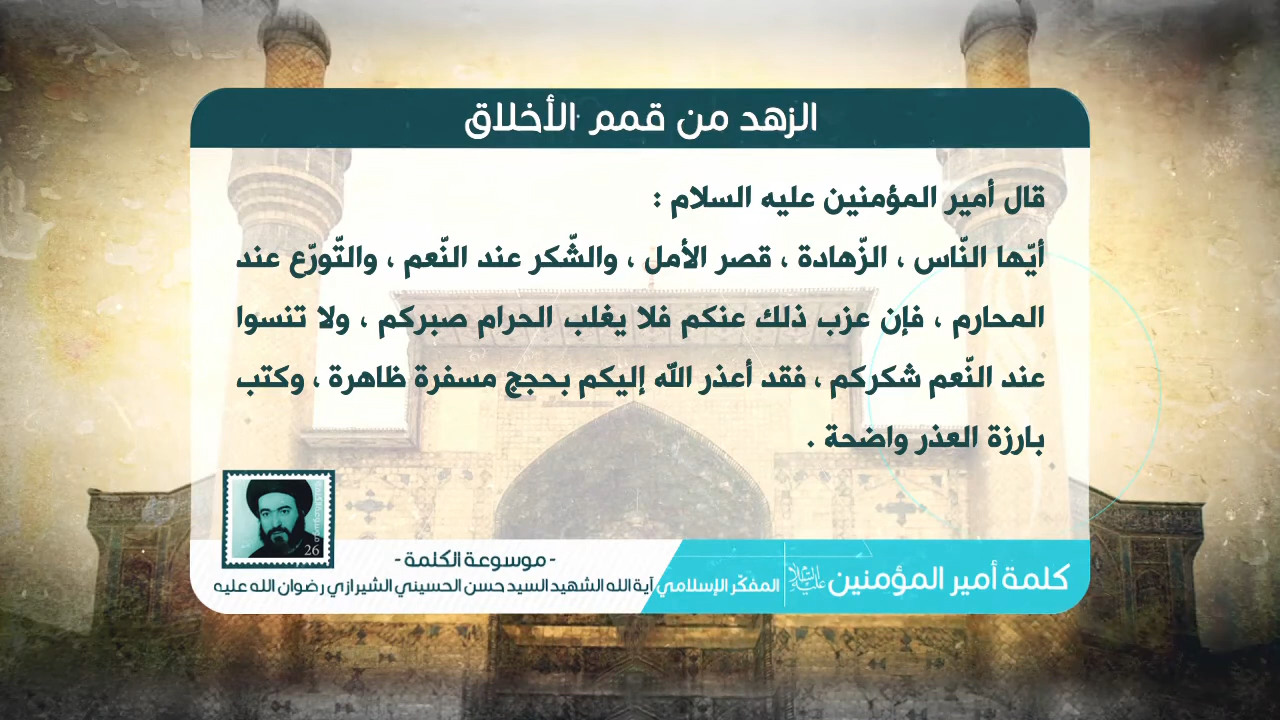 الزهد من قمم الأخلاق
قال أمير المؤمنين عليه السلام :
أيّها النّاس ، الزّهادة ، قصر الأمل ، والشّكر عند النّعم ، والتّورّع عند
المحارم ، فإن عزب ذلك عنكم فلا يغلب الحرام صبركم ، ولا تنسوا
عند النّعم شكركم ، فقد أعذر اللّه إليكم بحجج مسفرة ظاهرة ، وكتب
بارزة العذر واضحة .
26
كلمة أمير المؤمنين عليه السلام
- موسوعة الكلمة -
المفكّر الإسلامي آية الله الشهيد السيد حسن الحسيني الشيرازي رضوان الله عليه